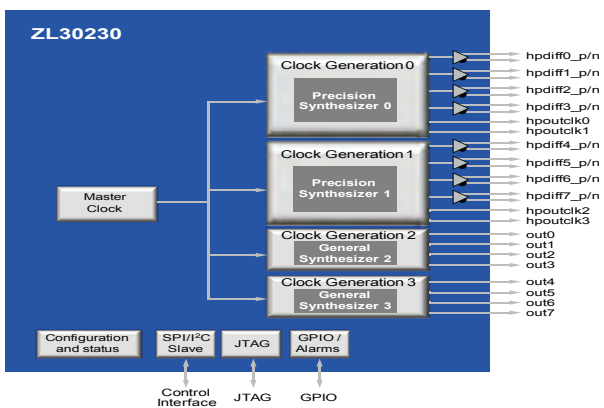 ZL30230
Clock Generation 0
Precision
Synthesizer 0
hpdiff0_p/n
hpdiff1_p/n
hpdiff2_p/n
hpdiff3_p/n
hpoutclk0
hpoutclk1
Clock Generation 1
Precision
Synthesizer 1
hpdiff4_p/n
hpdiff5_p/n
hpdiff6_p/n
hpdiff7_p/n
hpoutclk2
hpoutclk3
Master
Clock
Clock Generation 2
General
Synthesizer 2
out0
out1
out2
out3
Clock Generation 3
General
Synthesizer 3
out4
out5
out6
out7
Configuration
and status
SPI/I²C
Slave
JTAG
GPIO /
Alarms
Control
Interface
JTAG
GPIO